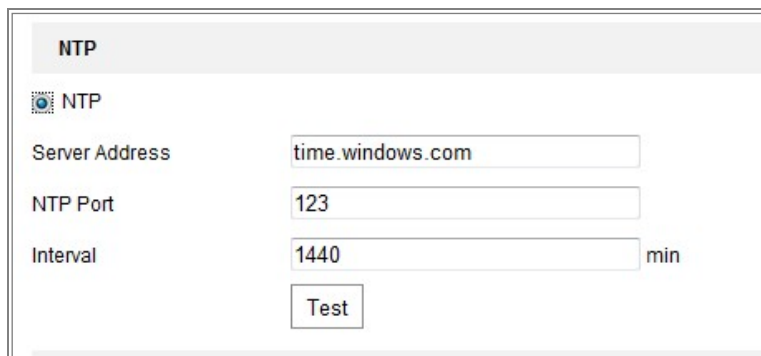 NTP
NTP
Server Address time.windows.com
NTP Port 123
Interval 1440 min
Test